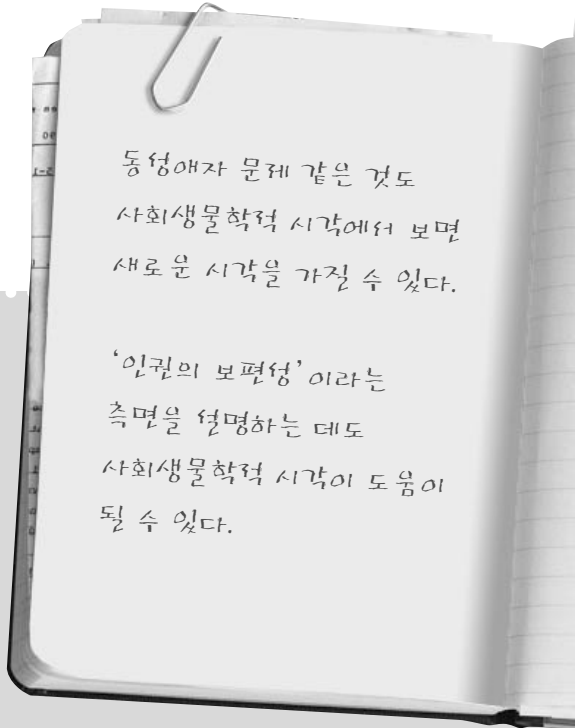 동성애자 문제 같은 것도
사회생물학적 시각에서 보면
새로운 시각을 가질 수 있다.
‘인권의 보편성’이라는
측면을 설명하는 데도
사회생물학적 시각이 도움이
될 수 있다.